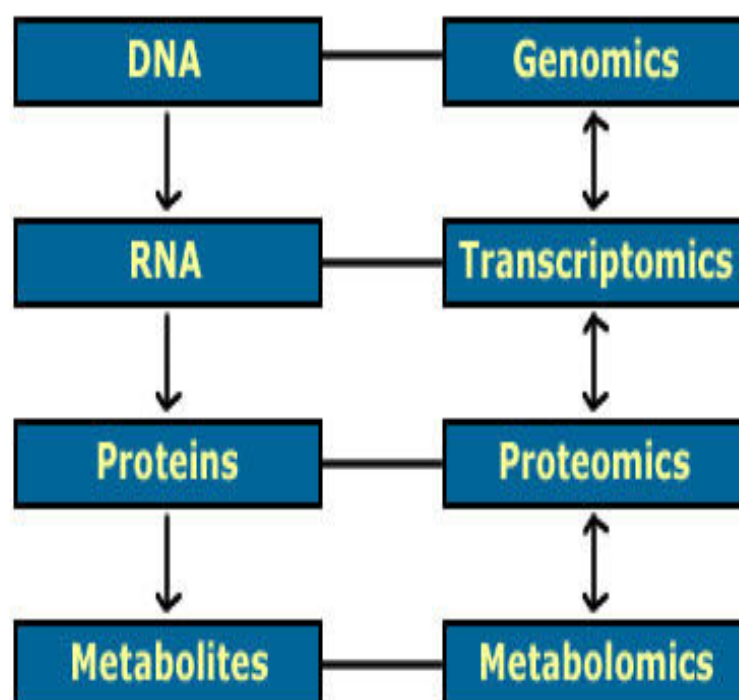 DNA
Genomics
RNA
Transcriptomics
Proteins
Proteomics
Metabolites
Metabolomics